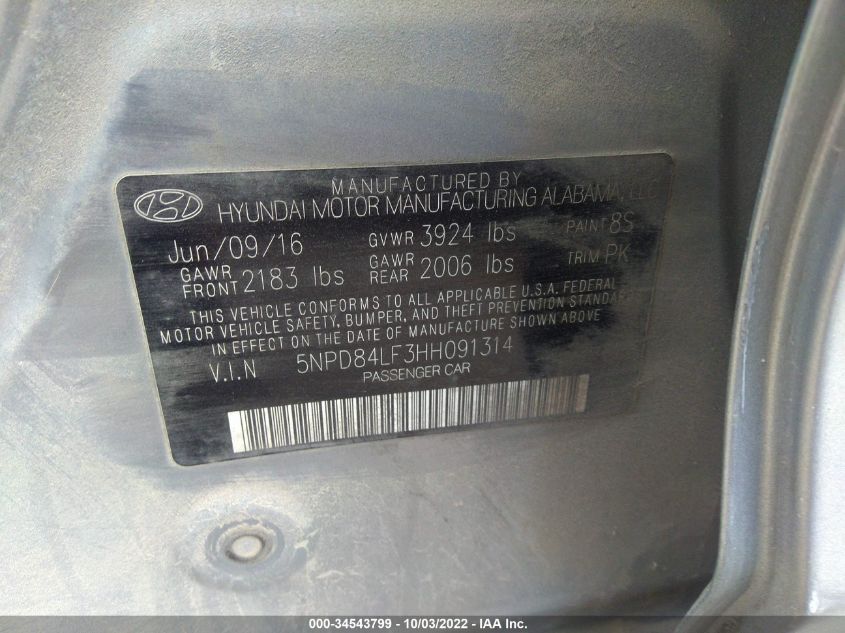 MANUFACTURED BY
HYUNDAI MOTOR MANUFACTURING ALABAMA, LLC
Jun/09/16 GVWR 3924 lbs PAINT 8S
GAWR FRONT 2183 lbs GAWR REAR 2006 lbs TRIM PK
THIS VEHICLE CONFORMS TO ALL APPLICABLE U.S.A. FEDERAL
MOTOR VEHICLE SAFETY, BUMPER, AND THEFT PREVENTION STANDARDS
IN EFFECT ON THE DATE OF MANUFACTURE SHOWN ABOVE.
V.I.N 5NPD84LF3HH091314
PASSENGER CAR
000-34543799 - 10/03/2022 - IAA Inc.